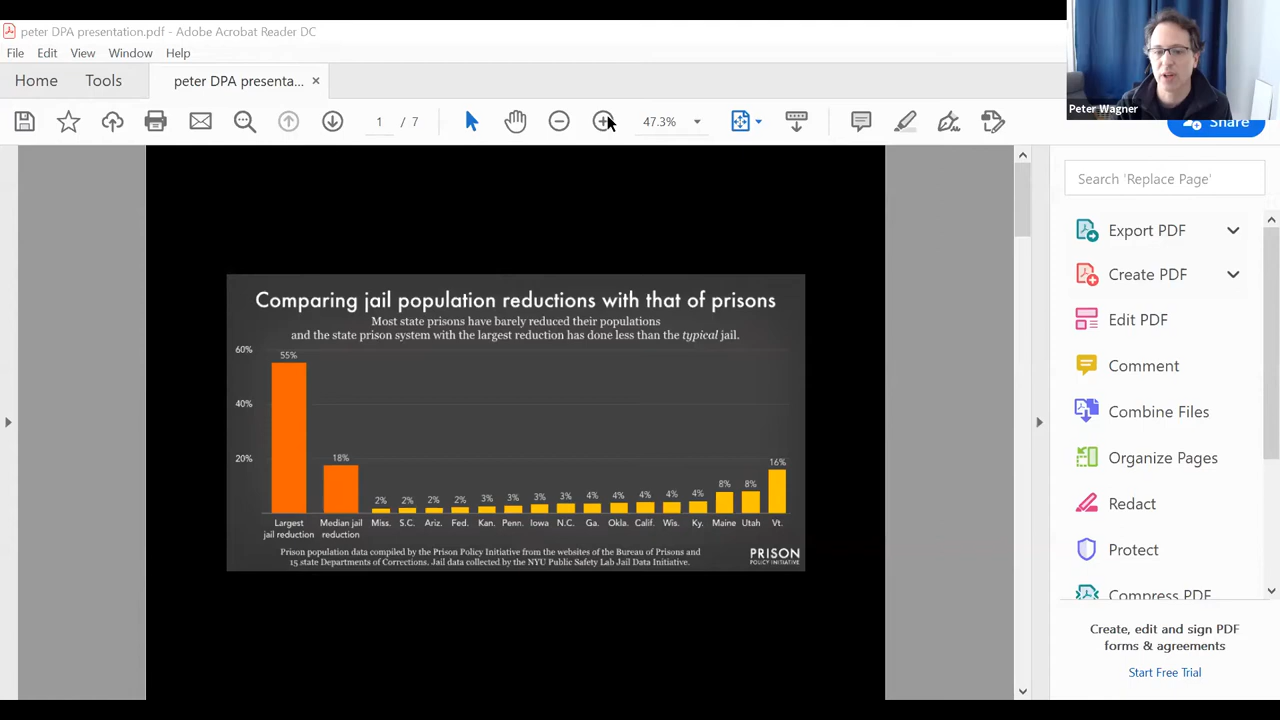 peter DPA presentation.pdf - Adobe Acrobat Reader DC
File Edit View Window Help
Home Tools peter DPA presenta... ×
1 / 7 47.3%
Peter Wagner
Share
Search 'Replace Page'
Export PDF
Create PDF
Edit PDF
Comment
Combine Files
Organize Pages
Redact
Protect
Compress PDF
Create, edit and sign PDF
forms & agreements
Start Free Trial
Comparing jail population reductions with that of prisons
Most state prisons have barely reduced their populations
and the state prison system with the largest reduction has done less than the typical jail.
60%
40%
20%
55% 18% 2% 2% 2% 2% 3% 3% 3% 3% 4% 4% 4% 4% 4% 8% 8% 16%
Largest Median jail Miss. S.C. Ariz. Fed. Kan. Penn. Iowa N.C. Ga. Okla. Calif. Wis. Ky. Maine Utah Vt.
jail reduction reduction
Prison population data compiled by the Prison Policy Initiative from the websites of the Bureau of Prisons and
15 state Departments of Corrections. Jail data collected by the NYU Public Safety Lab Jail Data Initiative.
PRISON
POLICY INITIATIVE